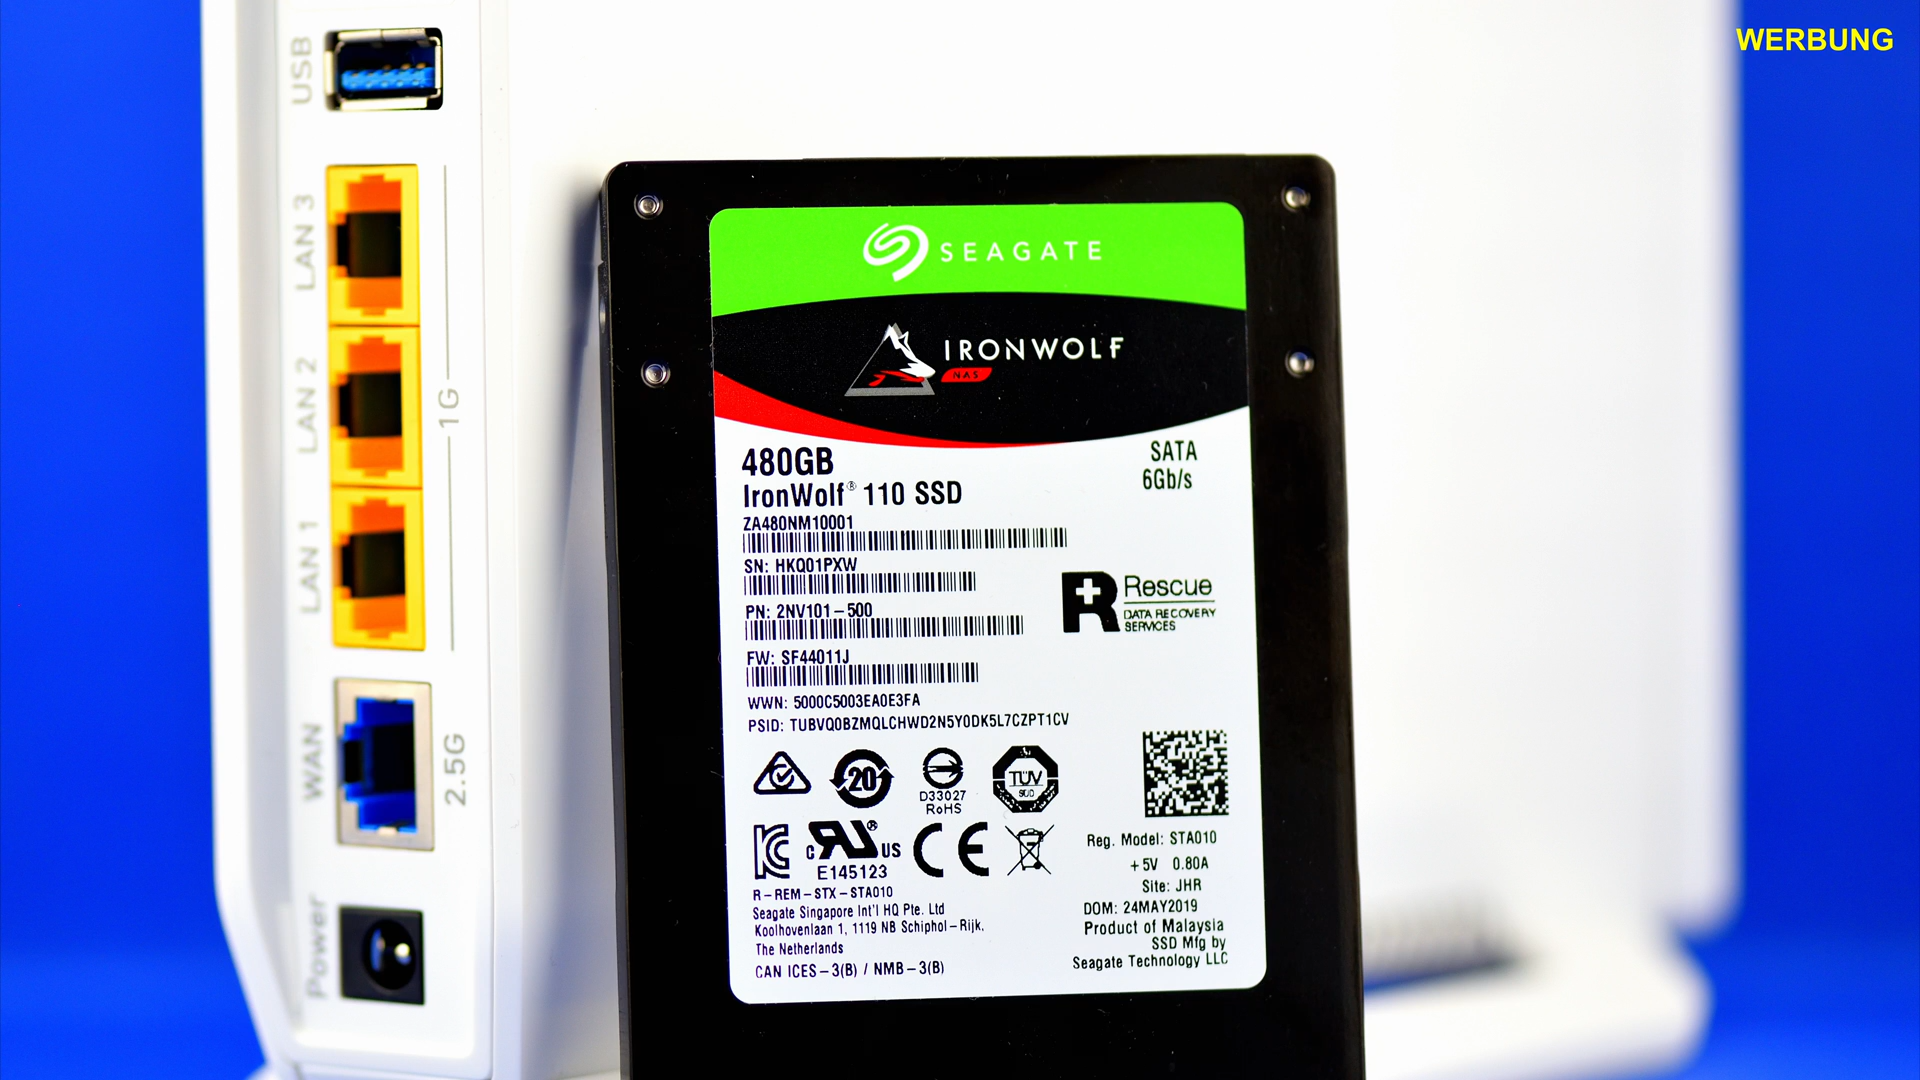 WERBUNG
USB
LAN 3
LAN 2
LAN 1
1G
WAN
2.5G
Power
SEAGATE
IRONWOLF
NAS
480GB
SATA
6Gb/s
IronWolf® 110 SSD
ZA480NM10001
SN: HKQ01PXW
PN: 2NV101-500
FW: SF44011J
WWN: 5000C5003EA0E3FA
PSID: TUBVQ0BZMQLCHWD2N5Y0DK5L7CZPT1CV
R Rescue
DATA RECOVERY
SERVICES
20
D33027
RoHS
TÜV
SÜD
c RU® US
E145123
CE
R-REM-STX-STA010
Seagate Singapore Int'l HQ Pte. Ltd
Koolhovenlaan 1, 1119 NB Schiphol-Rijk,
The Netherlands
CAN ICES-3(B) / NMB-3(B)
Reg. Model: STA010
+5V 0.80A
Site: JHR
DOM: 24MAY2019
Product of Malaysia
SSD Mfg by
Seagate Technology LLC